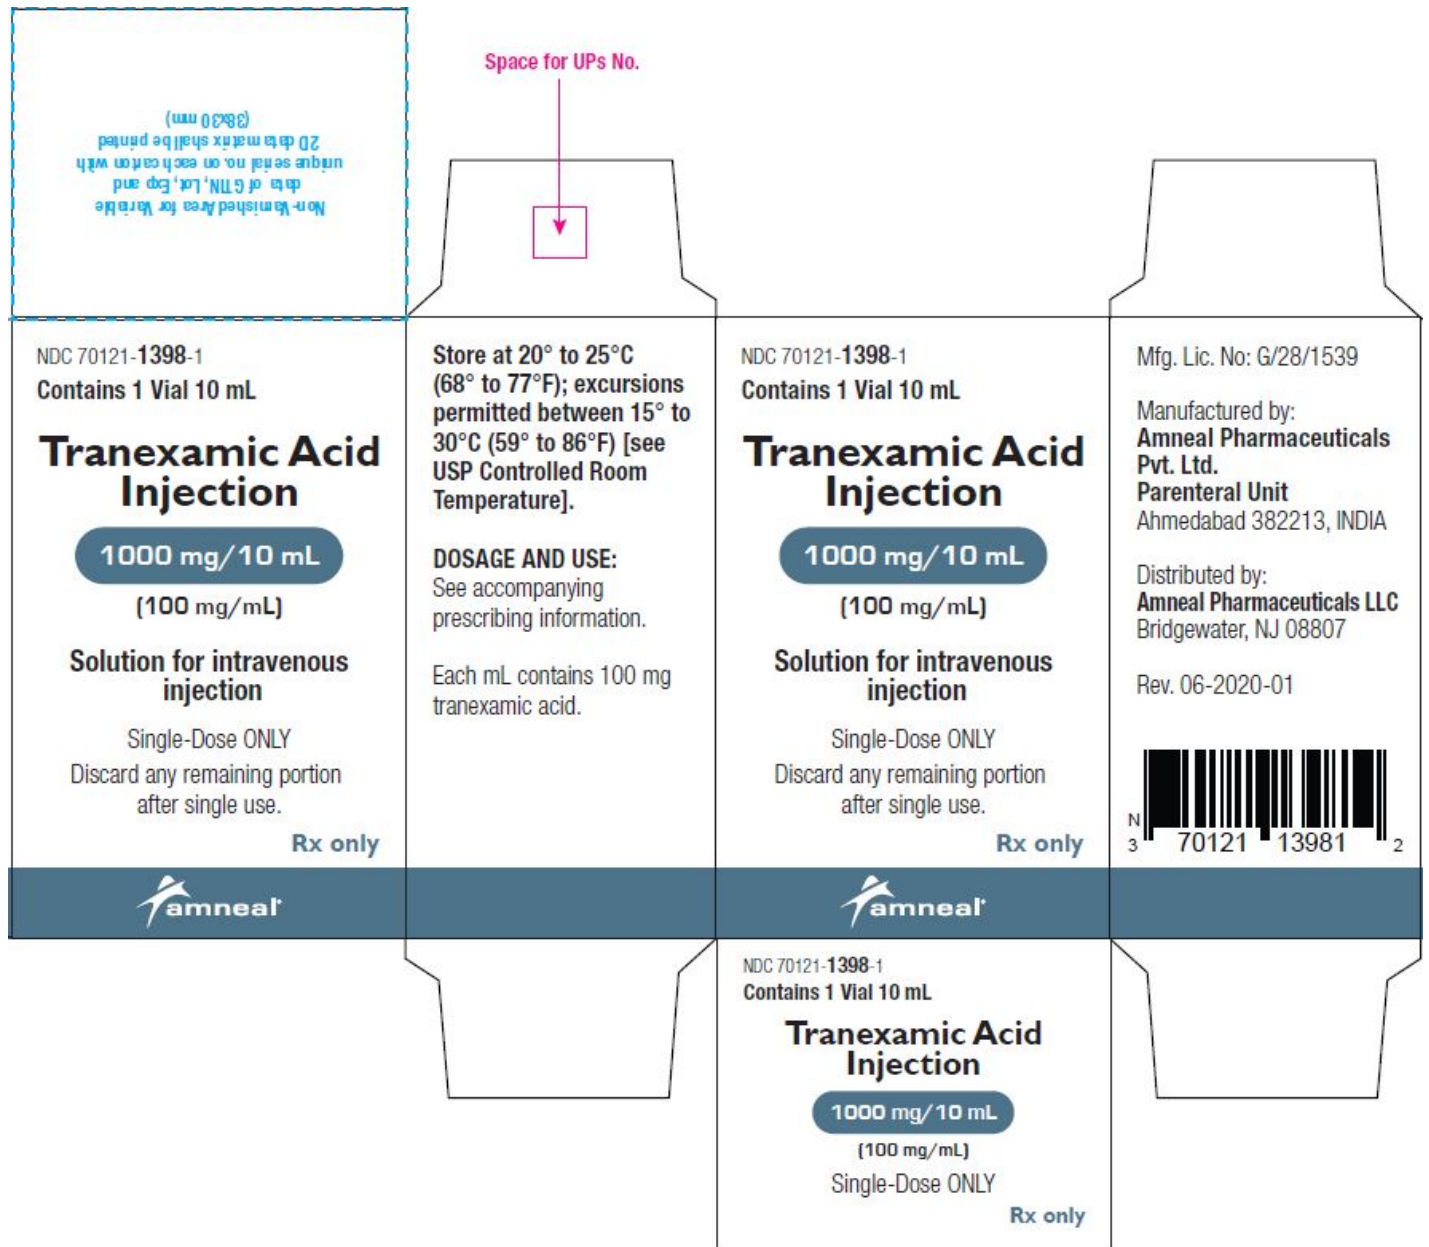 Space for UPs No.
Non-Varnished Area for Variable
data of GTIN, Lot, Exp and
unique serial no. on each carton with
2D data matrix shall be printed
(38x30 mm)
NDC 70121-1398-1
Contains 1 Vial 10 mL
Tranexamic Acid
Injection
1000 mg/10 mL
(100 mg/mL)
Solution for intravenous
injection
Single-Dose ONLY
Discard any remaining portion
after single use.
Rx only
amneal
Store at 20° to 25°C
(68° to 77°F); excursions
permitted between 15° to
30°C (59° to 86°F) [see
USP Controlled Room
Temperature].
DOSAGE AND USE:
See accompanying
prescribing information.
Each mL contains 100 mg
tranexamic acid.
NDC 70121-1398-1
Contains 1 Vial 10 mL
Tranexamic Acid
Injection
1000 mg/10 mL
(100 mg/mL)
Solution for intravenous
injection
Single-Dose ONLY
Discard any remaining portion
after single use.
Rx only
amneal
Mfg. Lic. No: G/28/1539
Manufactured by:
Amneal Pharmaceuticals
Pvt. Ltd.
Parenteral Unit
Ahmedabad 382213, INDIA
Distributed by:
Amneal Pharmaceuticals LLC
Bridgewater, NJ 08807
Rev. 06-2020-01
N
3 70121 13981 2
NDC 70121-1398-1
Contains 1 Vial 10 mL
Tranexamic Acid
Injection
1000 mg/10 mL
(100 mg/mL)
Single-Dose ONLY
Rx only